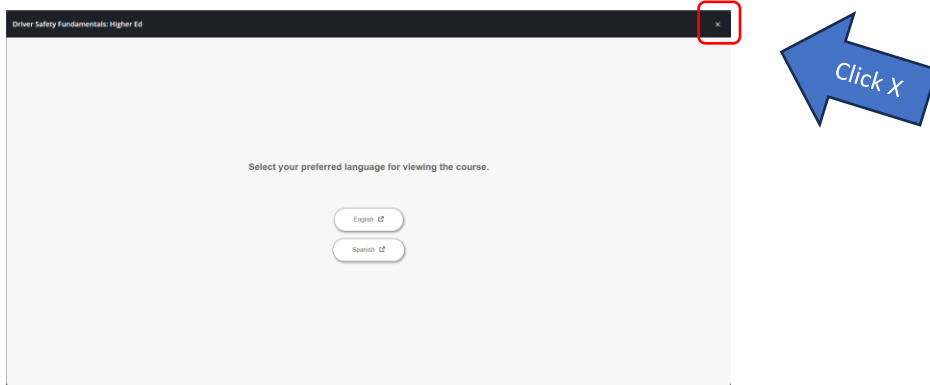 Driver Safety Fundamentals: Higher Ed
×
Click X
Select your preferred language for viewing the course.
English
Spanish